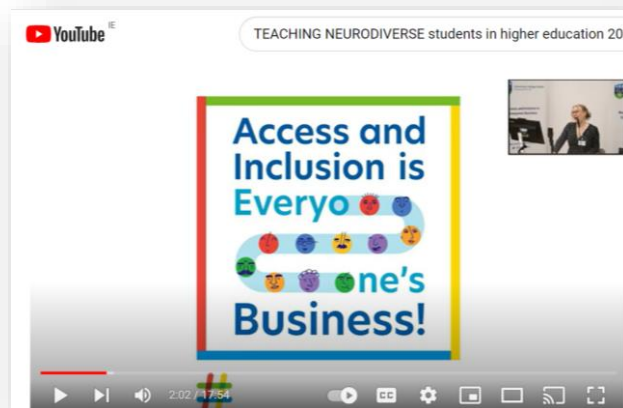 YouTube IE
TEACHING NEURODIVERSE students in higher education 20
Access and
Inclusion is
Everyo
ne's
Business!
#
2:02 / 17:54
CC